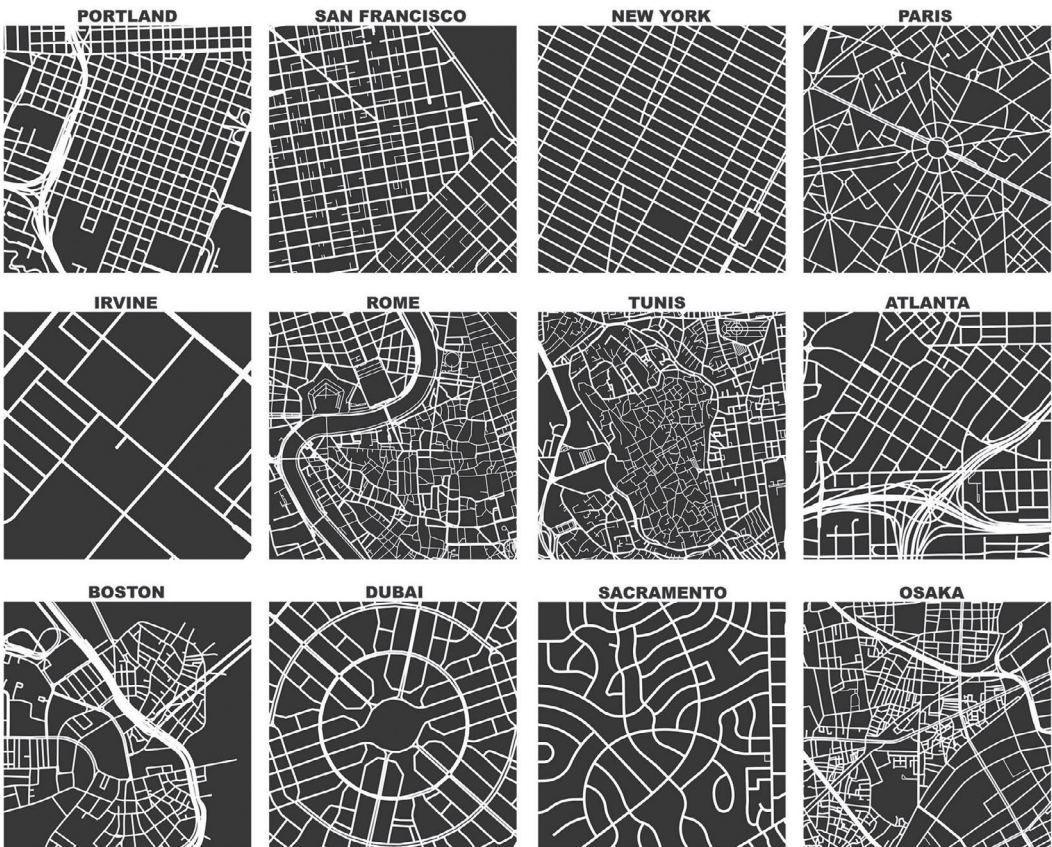 PORTLAND
SAN FRANCISCO
NEW YORK
PARIS
IRVINE
ROME
TUNIS
ATLANTA
BOSTON
DUBAI
SACRAMENTO
OSAKA